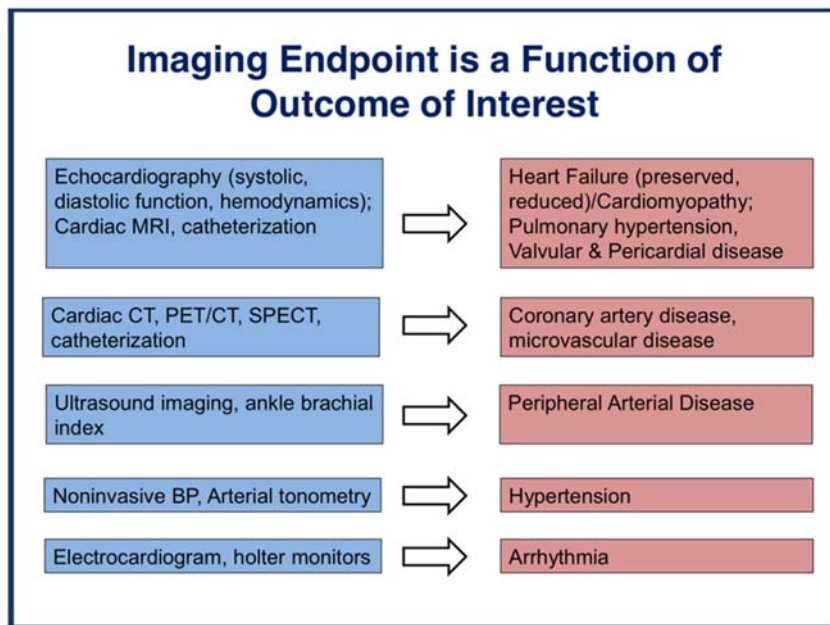 Imaging Endpoint is a Function of
Outcome of Interest
Echocardiography (systolic,
diastolic function, hemodynamics);
Cardiac MRI, catheterization
Heart Failure (preserved,
reduced)/Cardiomyopathy;
Pulmonary hypertension,
Valvular & Pericardial disease
Cardiac CT, PET/CT, SPECT,
catheterization
Coronary artery disease,
microvascular disease
Ultrasound imaging, ankle brachial
index
Peripheral Arterial Disease
Noninvasive BP, Arterial tonometry
Hypertension
Electrocardiogram, holter monitors
Arrhythmia